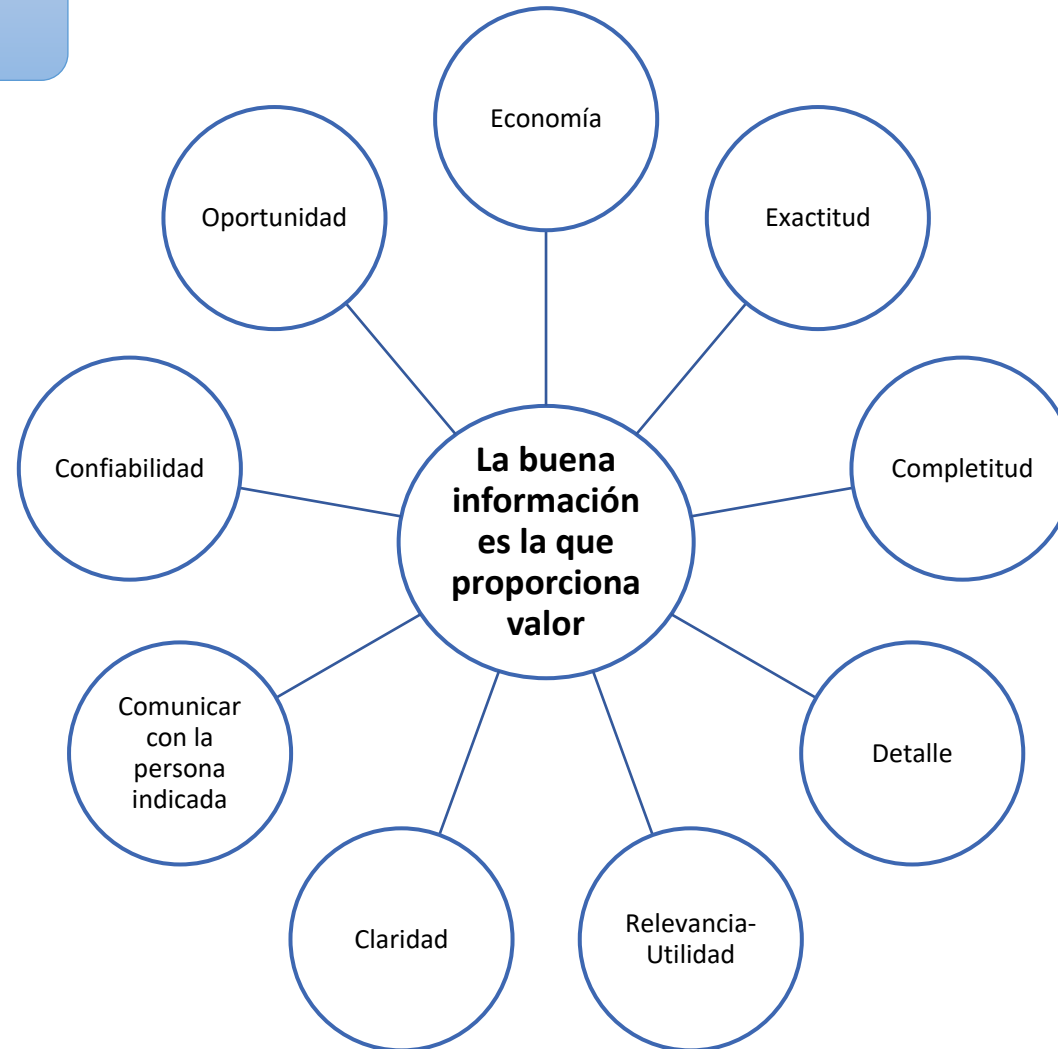 Economía
Oportunidad
Exactitud
Confiabilidad
La buena
información
es la que
proporciona
valor
Completitud
Comunicar
con la
persona
indicada
Detalle
Claridad
Relevancia-
Utilidad